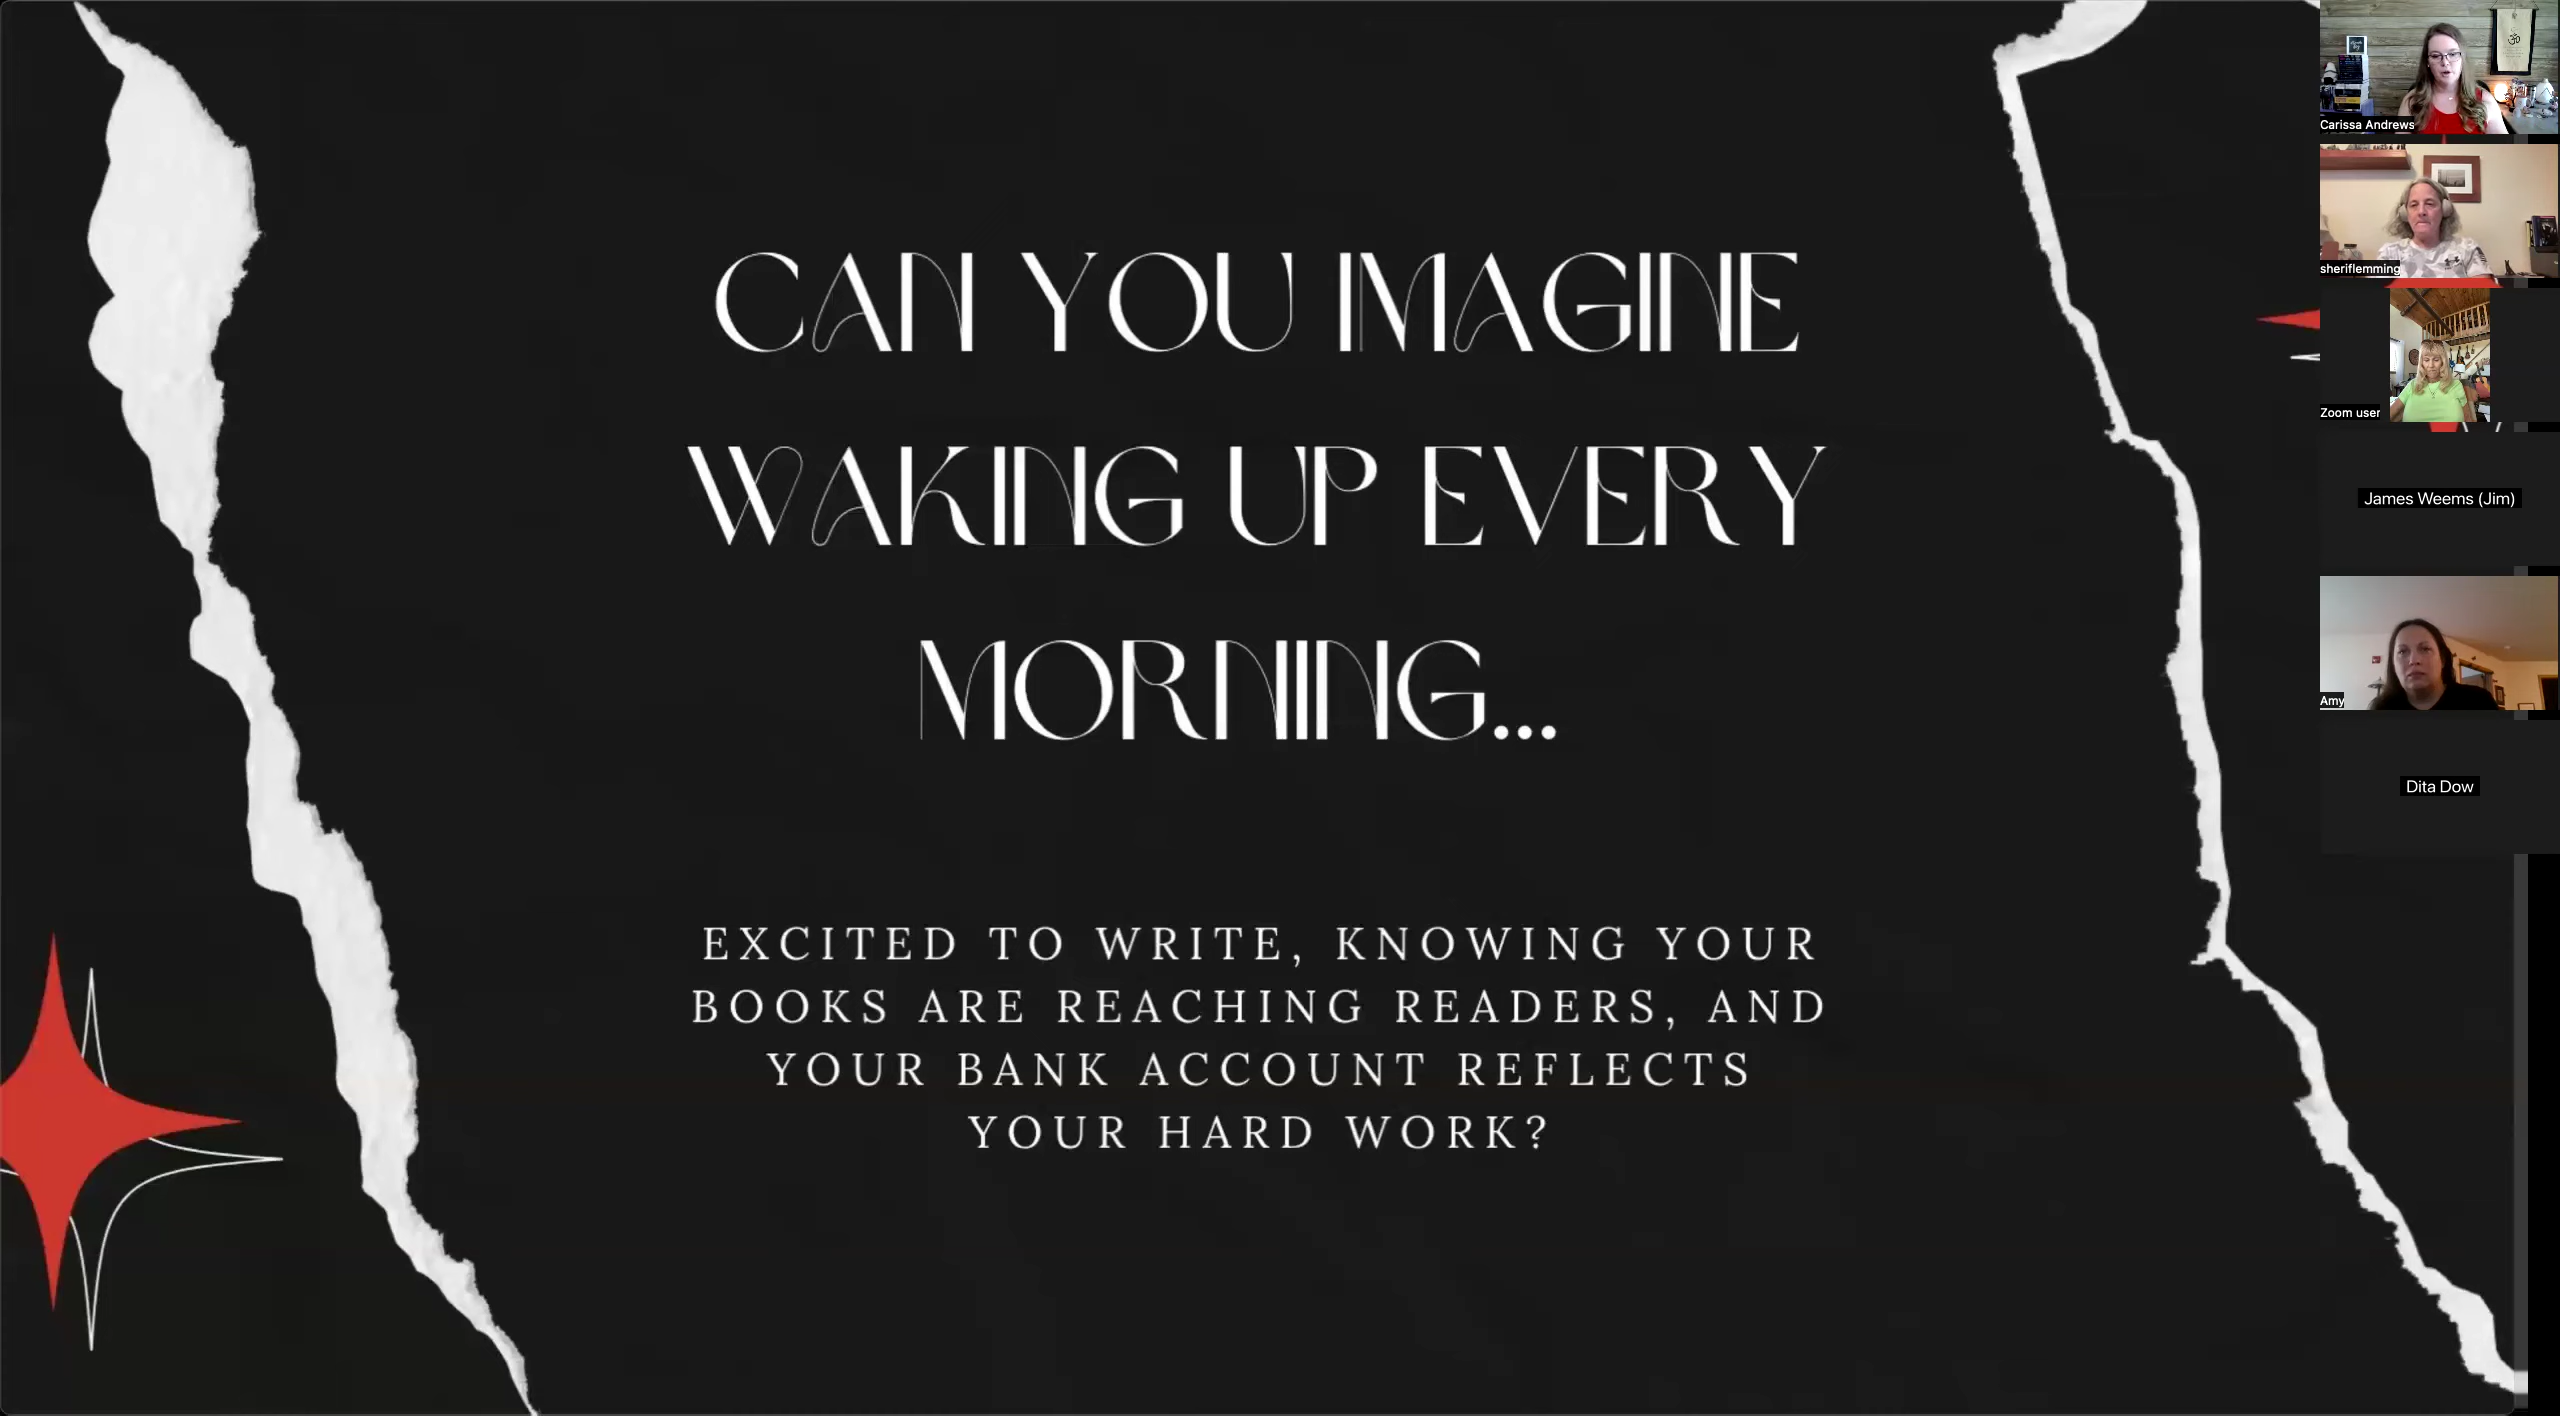 CAN YOU IMAGINE
WAKING UP EVERY
MORNING...
EXCITED TO WRITE, KNOWING YOUR
BOOKS ARE REACHING READERS, AND
YOUR BANK ACCOUNT REFLECTS
YOUR HARD WORK?
Carissa Andrews
sheriflemming
Zoom user
James Weems (Jim)
Amy
Dita Dow